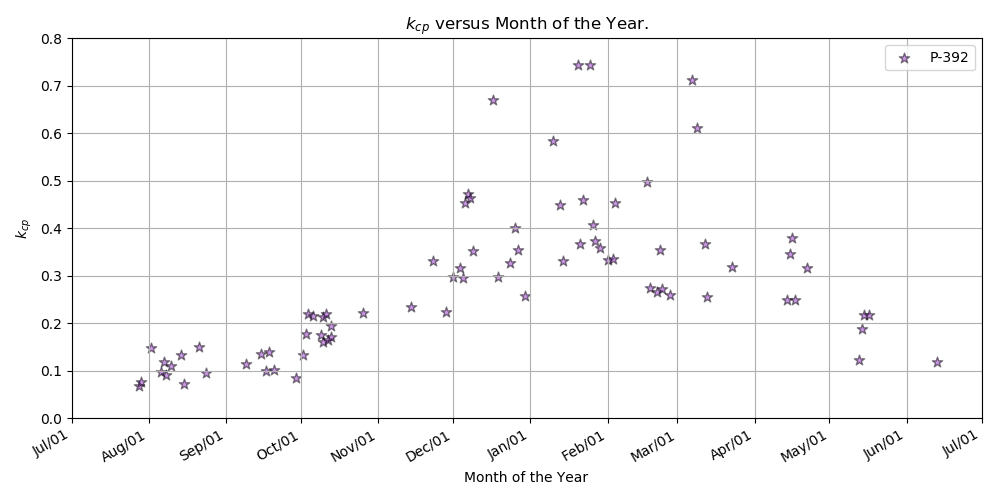 k_cp versus Month of the Year.
P-392
0.8
0.7
0.6
0.5
0.4
0.3
0.2
0.1
0.0
k_cp
Jul/01 Aug/01 Sep/01 Oct/01 Nov/01 Dec/01 Jan/01 Feb/01 Mar/01 Apr/01 May/01 Jun/01 Jul/01
Month of the Year